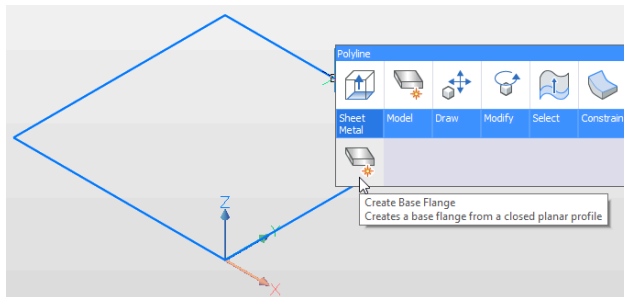 Polyline
Sheet Metal Model Draw Modify Select Constrain
Create Base Flange
Creates a base flange from a closed planar profile
Z
Y
X